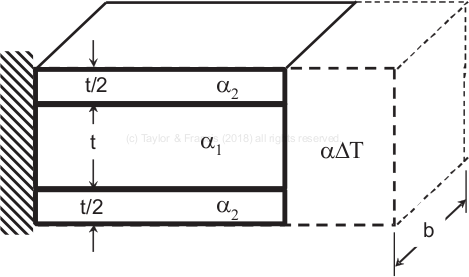 t/2 α2
t α1
(c) Taylor & Francis (2018) all rights reserved
αΔT
t/2 α2
b